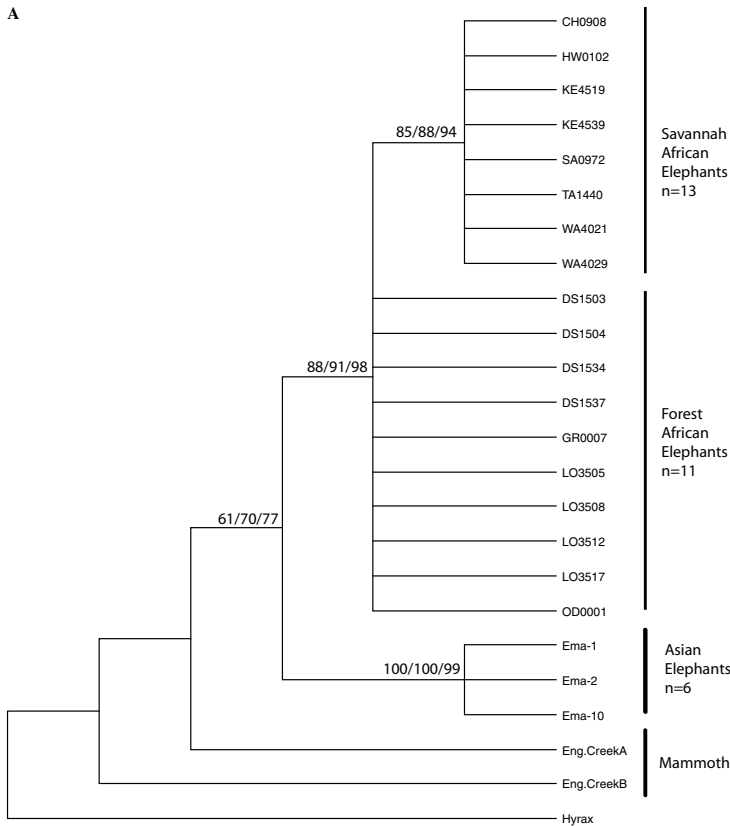 A
CH0908
HW0102
KE4519
KE4539
85/88/94
SA0972
TA1440
WA4021
WA4029
Savannah
African
Elephants
n=13
DS1503
DS1504
DS1534
88/91/98
DS1537
GR0007
LO3505
LO3508
LO3512
LO3517
OD0001
Forest
African
Elephants
n=11
61/70/77
Ema-1
100/100/99
Ema-2
Ema-10
Asian
Elephants
n=6
Eng.CreekA
Eng.CreekB
Mammoth
Hyrax